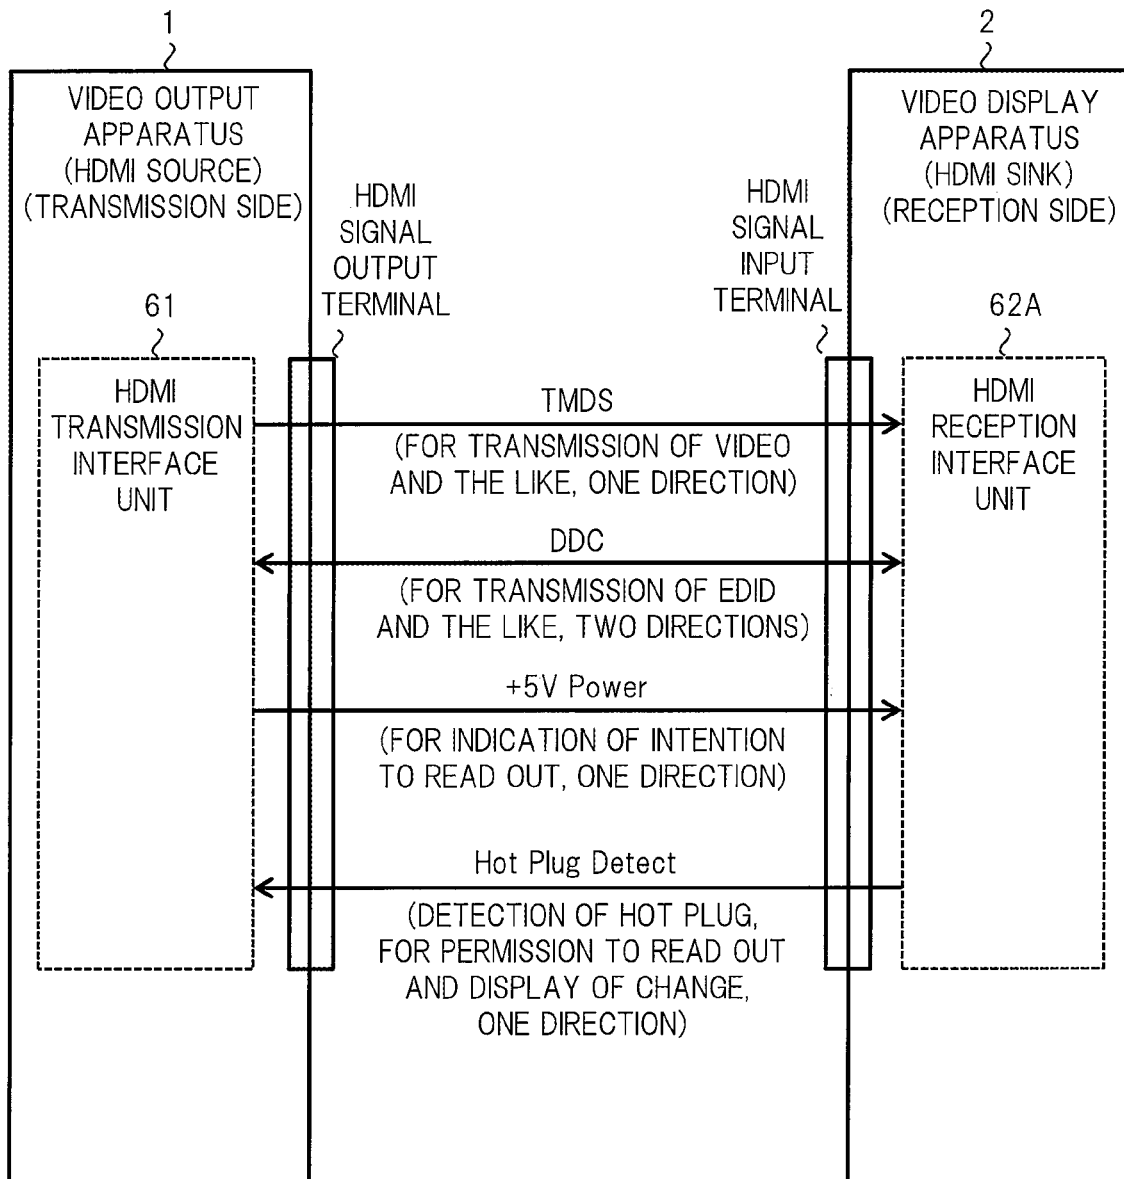 1
2
VIDEO OUTPUT
APPARATUS
(HDMI SOURCE)
(TRANSMISSION SIDE)
VIDEO DISPLAY
APPARATUS
(HDMI SINK)
(RECEPTION SIDE)
HDMI
SIGNAL
OUTPUT
TERMINAL
HDMI
SIGNAL
INPUT
TERMINAL
61
62A
HDMI
TRANSMISSION
INTERFACE
UNIT
HDMI
RECEPTION
INTERFACE
UNIT
TMDS
(FOR TRANSMISSION OF VIDEO
AND THE LIKE, ONE DIRECTION)
DDC
(FOR TRANSMISSION OF EDID
AND THE LIKE, TWO DIRECTIONS)
+5V Power
(FOR INDICATION OF INTENTION
TO READ OUT, ONE DIRECTION)
Hot Plug Detect
(DETECTION OF HOT PLUG,
FOR PERMISSION TO READ OUT
AND DISPLAY OF CHANGE,
ONE DIRECTION)